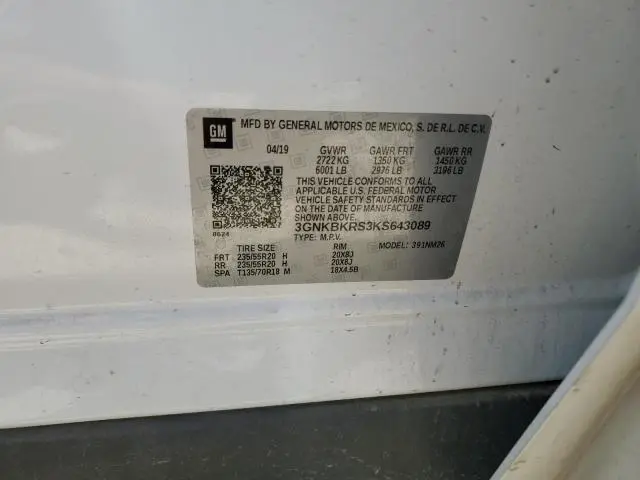 GM
MFD BY GENERAL MOTORS DE MEXICO, S. DE R.L. DE C.V.
04/19 GVWR GAWR FRT GAWR RR
2722 KG 1350 KG 1450 KG
6001 LB 2976 LB 3196 LB
THIS VEHICLE CONFORMS TO ALL
APPLICABLE U.S. FEDERAL MOTOR
VEHICLE SAFETY STANDARDS IN EFFECT
ON THE DATE OF MANUFACTURE
SHOWN ABOVE.
3GNKBKRS3KS643089
TYPE: M.P.V. MODEL: 391NM26
0624
TIRE SIZE RIM
FRT 235/55R20 H 20X8J
RR 235/55R20 H 20X8J
SPA T135/70R18 M 18X4.5B